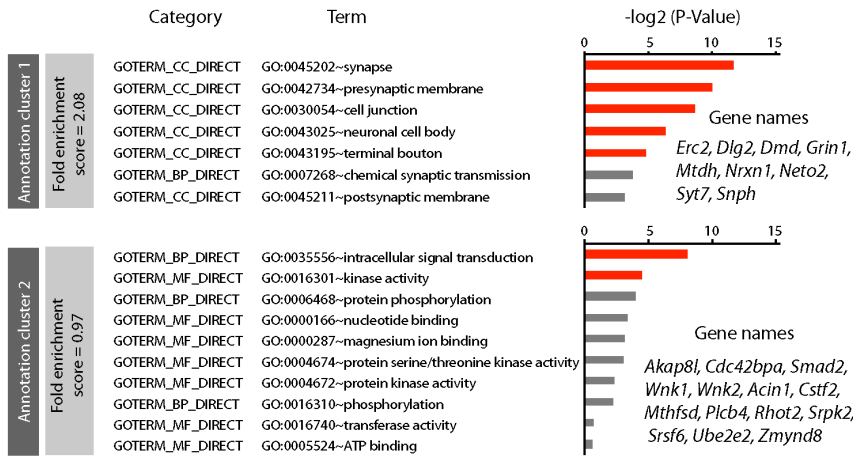 Category Term -log2 (P-Value)
0 5 10 15
Annotation cluster 1
Fold enrichment
score = 2.08
GOTERM_CC_DIRECT GO:0045202~synapse
GOTERM_CC_DIRECT GO:0042734~presynaptic membrane
GOTERM_CC_DIRECT GO:0030054~cell junction
GOTERM_CC_DIRECT GO:0043025~neuronal cell body
GOTERM_CC_DIRECT GO:0043195~terminal bouton
GOTERM_BP_DIRECT GO:0007268~chemical synaptic transmission
GOTERM_CC_DIRECT GO:0045211~postsynaptic membrane
Gene names
Erc2, Dlg2, Dmd, Grin1,
Mtdh, Nrxn1, Neto2,
Syt7, Snph
0 5 10 15
Annotation cluster 2
Fold enrichment
score = 0.97
GOTERM_BP_DIRECT GO:0035556~intracellular signal transduction
GOTERM_MF_DIRECT GO:0016301~kinase activity
GOTERM_BP_DIRECT GO:0006468~protein phosphorylation
GOTERM_MF_DIRECT GO:0000166~nucleotide binding
GOTERM_MF_DIRECT GO:0000287~magnesium ion binding
GOTERM_MF_DIRECT GO:0004674~protein serine/threonine kinase activity
GOTERM_MF_DIRECT GO:0004672~protein kinase activity
GOTERM_BP_DIRECT GO:0016310~phosphorylation
GOTERM_MF_DIRECT GO:0016740~transferase activity
GOTERM_MF_DIRECT GO:0005524~ATP binding
Gene names
Akap8l, Cdc42bpa, Smad2,
Wnk1, Wnk2, Acin1, Cstf2,
Mthfsd, Plcb4, Rhot2, Srpk2,
Srsf6, Ube2e2, Zmynd8